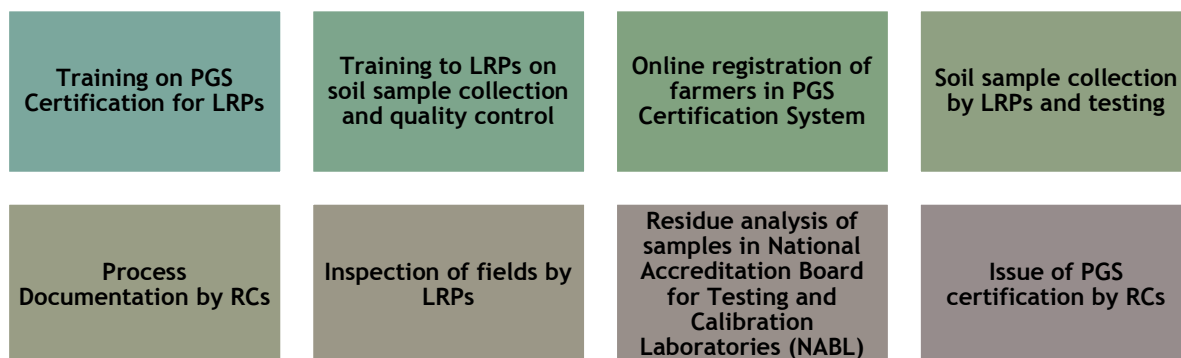 Training on PGS
Certification for LRPs
Training to LRPs on
soil sample collection
and quality control
Online registration of
farmers in PGS
Certification System
Soil sample collection
by LRPs and testing
Process
Documentation by RCs
Inspection of fields by
LRPs
Residue analysis of
samples in National
Accreditation Board
for Testing and
Calibration
Laboratories (NABL)
Issue of PGS
certification by RCs